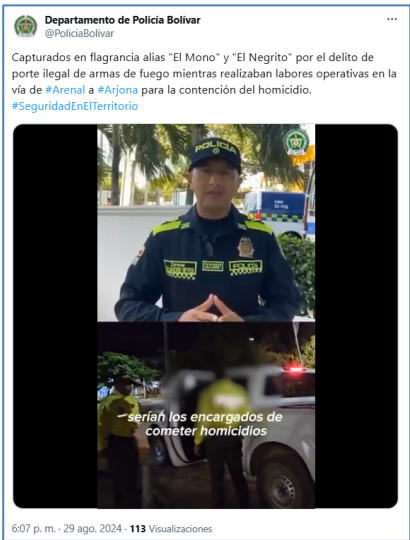 Departamento de Policía Bolívar
@PoliciaBolivar
Capturados en flagrancia alias "El Mono" y "El Negrito" por el delito de
porte ilegal de armas de fuego mientras realizaban labores operativas en la
vía de #Arenal a #Arjona para la contención del homicidio.
#SeguridadEnElTerritorio
POLICIA
POLICIA
serían los encargados de
cometer homicidios
6:07 p. m. · 29 ago. 2024 · 113 Visualizaciones